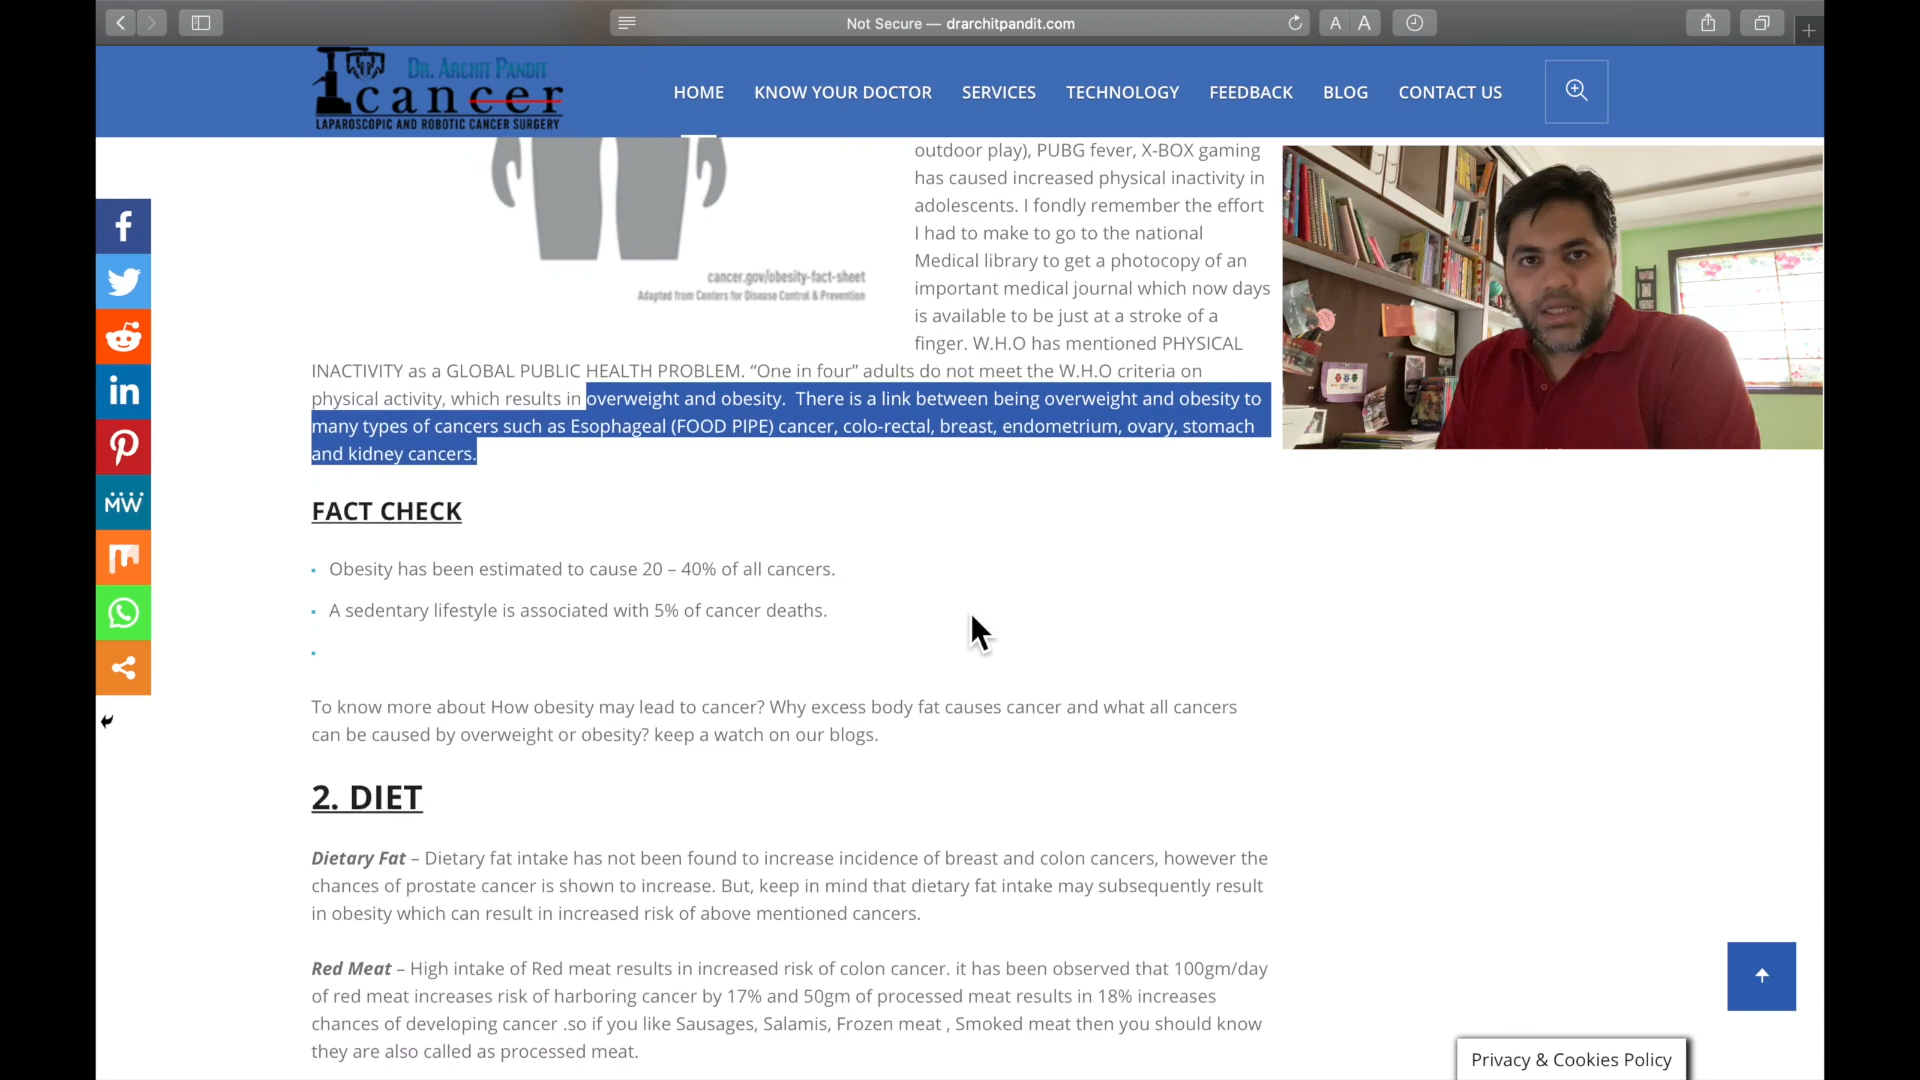 Not Secure — drarchitpandit.com
A A
DR. ARCHIT PANDIT
cancer
LAPAROSCOPIC AND ROBOTIC CANCER SURGERY
HOME KNOW YOUR DOCTOR SERVICES TECHNOLOGY FEEDBACK BLOG CONTACT US
cancer.gov/obesity-fact-sheet
Adapted from Centers for Disease Control & Prevention
outdoor play), PUBG fever, X-BOX gaming
has caused increased physical inactivity in
adolescents. I fondly remember the effort
I had to make to go to the national
Medical library to get a photocopy of an
important medical journal which now days
is available to be just at a stroke of a
finger. W.H.O has mentioned PHYSICAL
INACTIVITY as a GLOBAL PUBLIC HEALTH PROBLEM. “One in four” adults do not meet the W.H.O criteria on
physical activity, which results in overweight and obesity.  There is a link between being overweight and obesity to
many types of cancers such as Esophageal (FOOD PIPE) cancer, colo-rectal, breast, endometrium, ovary, stomach
and kidney cancers.
FACT CHECK
Obesity has been estimated to cause 20 – 40% of all cancers.
A sedentary lifestyle is associated with 5% of cancer deaths.
To know more about How obesity may lead to cancer? Why excess body fat causes cancer and what all cancers
can be caused by overweight or obesity? keep a watch on our blogs.
2. DIET
Dietary Fat – Dietary fat intake has not been found to increase incidence of breast and colon cancers, however the
chances of prostate cancer is shown to increase. But, keep in mind that dietary fat intake may subsequently result
in obesity which can result in increased risk of above mentioned cancers.
Red Meat – High intake of Red meat results in increased risk of colon cancer. it has been observed that 100gm/day
of red meat increases risk of harboring cancer by 17% and 50gm of processed meat results in 18% increases
chances of developing cancer .so if you like Sausages, Salamis, Frozen meat , Smoked meat then you should know
they are also called as processed meat.
f
in
MW
Privacy & Cookies Policy